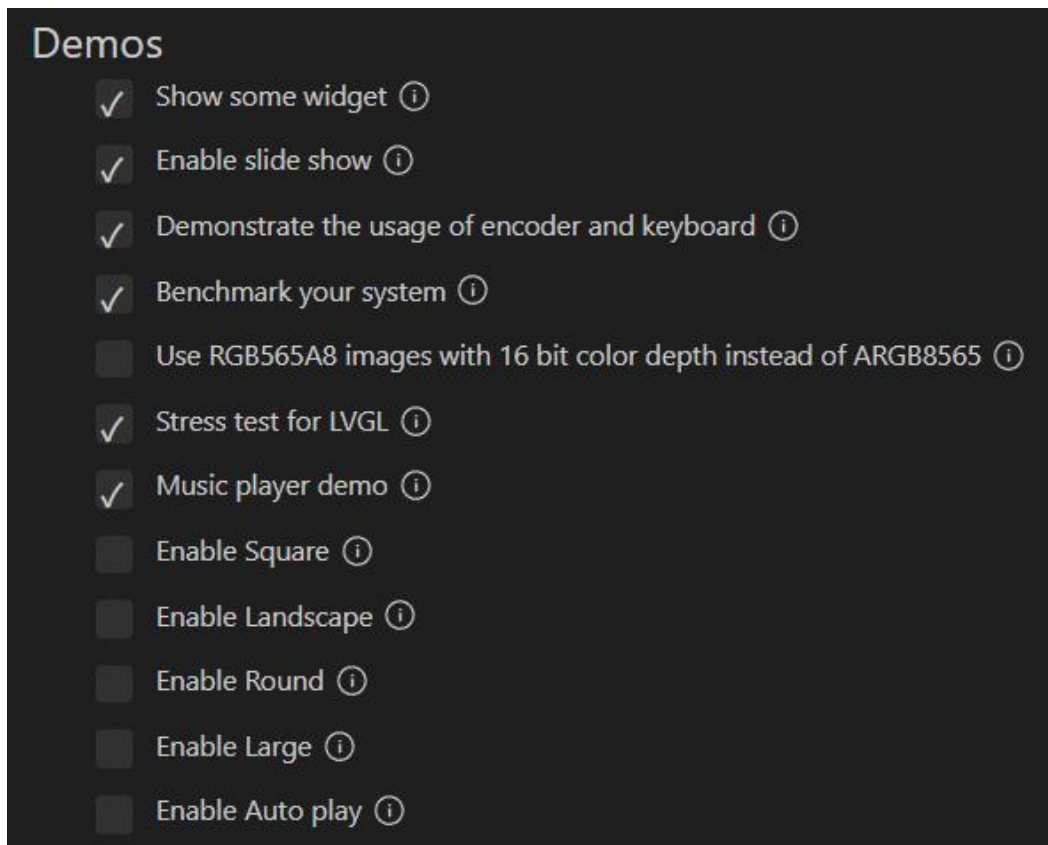 Demos
Show some widget
Enable slide show
Demonstrate the usage of encoder and keyboard
Benchmark your system
Use RGB565A8 images with 16 bit color depth instead of ARGB8565
Stress test for LVGL
Music player demo
Enable Square
Enable Landscape
Enable Round
Enable Large
Enable Auto play